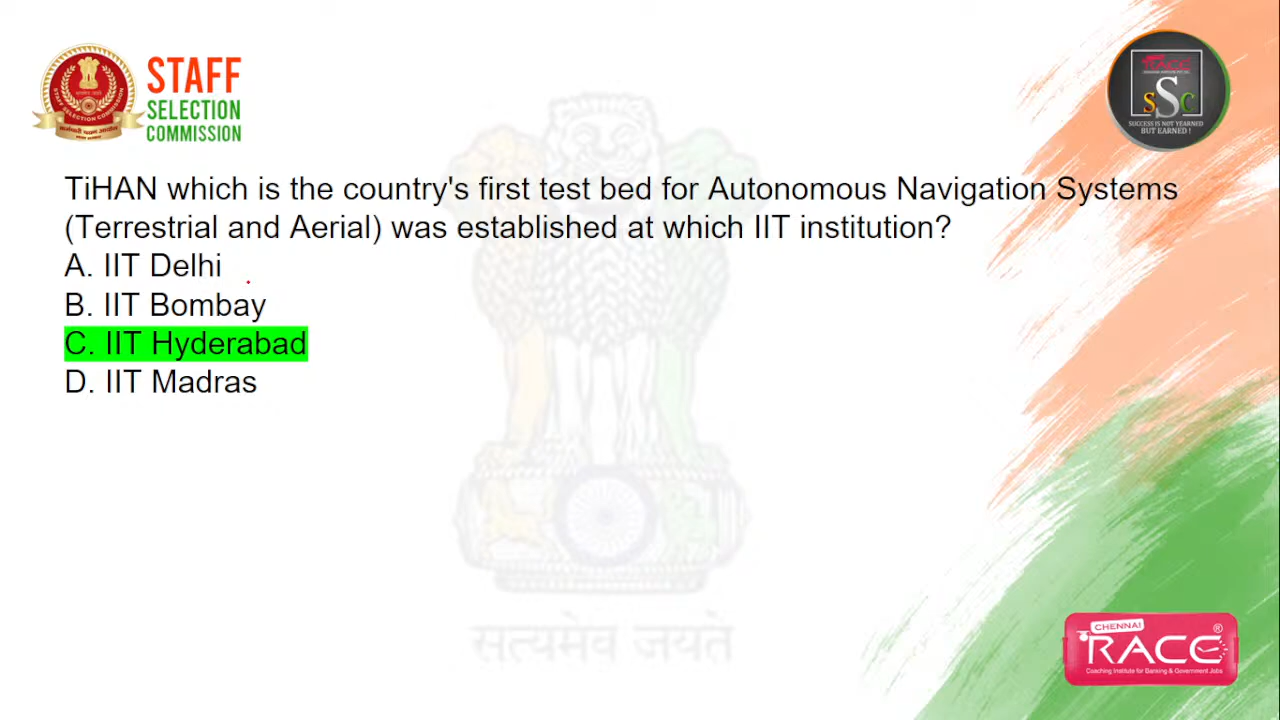 STAFF
SELECTION
COMMISSION
RACE
SSC
SUCCESS IS NOT YEARNED
BUT EARNED !
TiHAN which is the country's first test bed for Autonomous Navigation Systems
(Terrestrial and Aerial) was established at which IIT institution?
A. IIT Delhi
B. IIT Bombay
C. IIT Hyderabad
D. IIT Madras
सत्यमेव जयते
CHENNAI
RACE®
Coaching Institute for Banking & Government Jobs